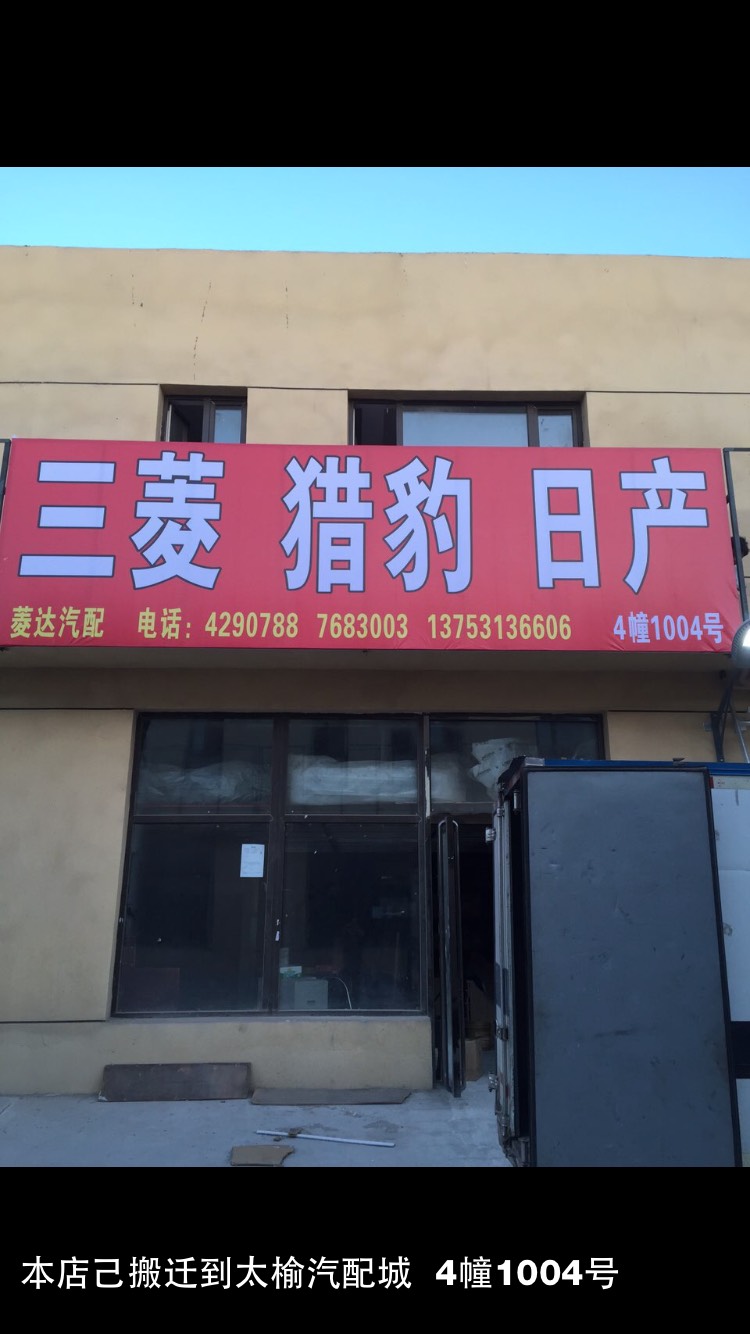 三菱 猎豹 日产
菱达汽配 电话：4290788 7683003 13753136606 4幢1004号
本店己搬迁到太榆汽配城 4幢1004号